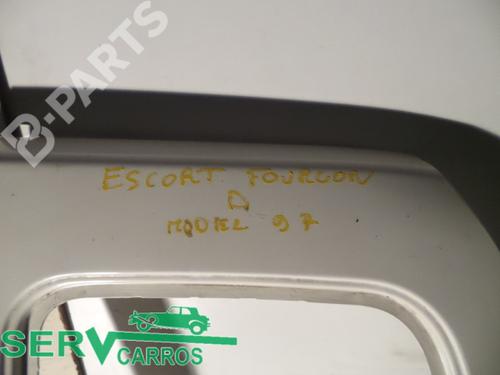 B-PARTS
ESCORT FOURGON
D
MODEL 97
SERV
CARROS